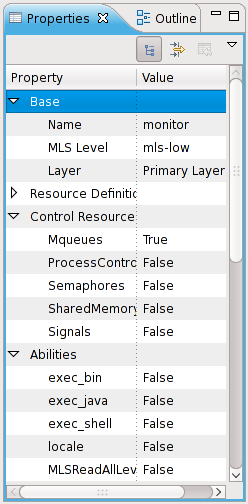 Properties Outline
Property Value
Base
Name monitor
MLS Level mls-low
Layer Primary Layer
Resource Definitio
Control Resource
Mqueues True
ProcessContro False
Semaphores False
SharedMemory False
Signals False
Abilities
exec_bin False
exec_java False
exec_shell False
locale False
MLSReadAllLev False